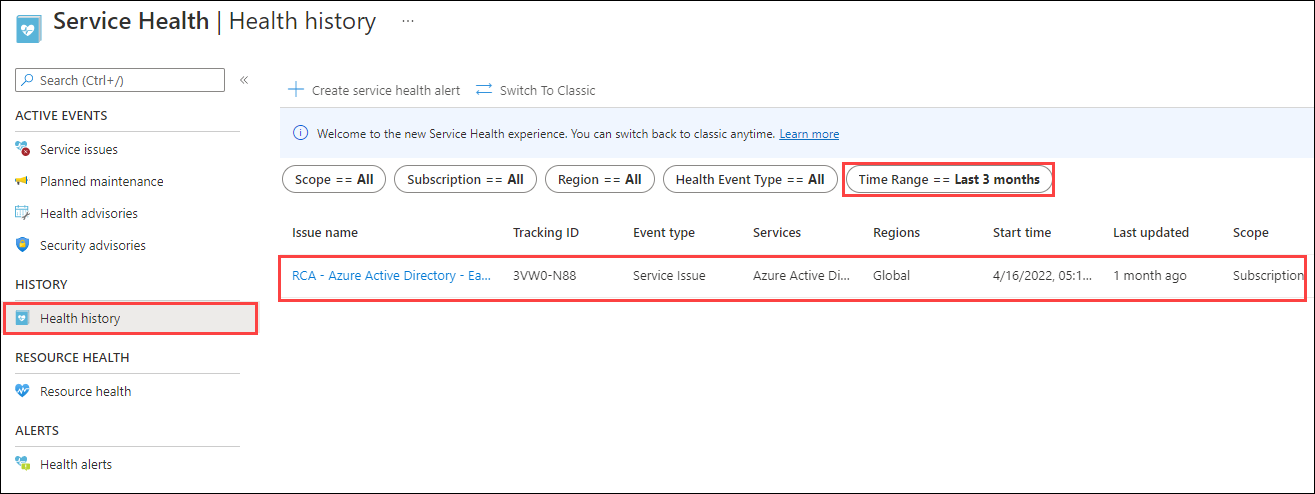 Service Health | Health history ...
Search (Ctrl+/) «
ACTIVE EVENTS
Service issues
Planned maintenance
Health advisories
Security advisories
HISTORY
Health history
RESOURCE HEALTH
Resource health
ALERTS
Health alerts
Create service health alert Switch To Classic
Welcome to the new Service Health experience. You can switch back to classic anytime. Learn more
Scope == All Subscription == All Region == All Health Event Type == All Time Range == Last 3 months
Issue name Tracking ID Event type Services Regions Start time Last updated Scope
RCA - Azure Active Directory - Ea... 3VW0-N88 Service Issue Azure Active Di... Global 4/16/2022, 05:1... 1 month ago Subscription